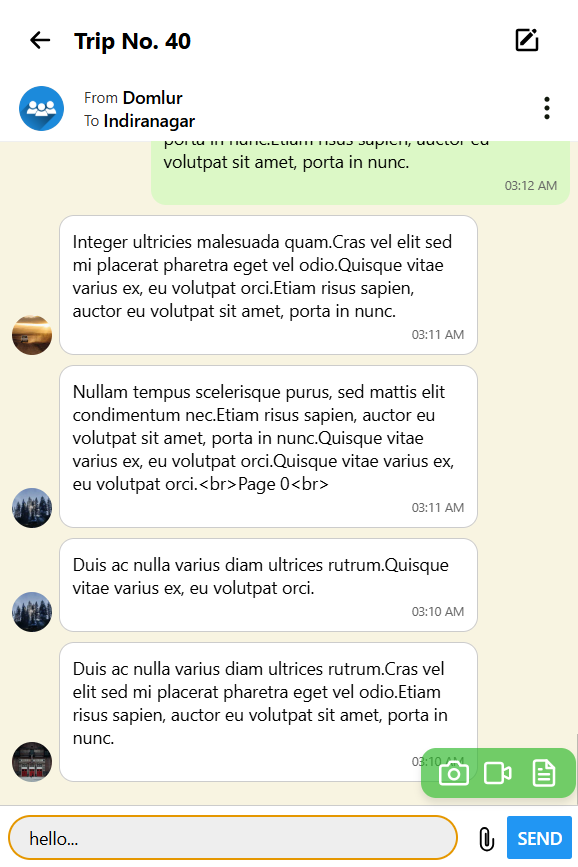 Trip No. 40
From Domlur
To Indiranagar
porta in nunc.Etiam risus sapien, auctor eu
volutpat sit amet, porta in nunc.
03:12 AM
Integer ultricies malesuada quam.Cras vel elit sed
mi placerat pharetra eget vel odio.Quisque vitae
varius ex, eu volutpat orci.Etiam risus sapien,
auctor eu volutpat sit amet, porta in nunc.
03:11 AM
Nullam tempus scelerisque purus, sed mattis elit
condimentum nec.Etiam risus sapien, auctor eu
volutpat sit amet, porta in nunc.Quisque vitae
varius ex, eu volutpat orci.Quisque vitae varius ex,
eu volutpat orci.<br>Page 0<br>
03:11 AM
Duis ac nulla varius diam ultrices rutrum.Quisque
vitae varius ex, eu volutpat orci.
03:10 AM
Duis ac nulla varius diam ultrices rutrum.Cras vel
elit sed mi placerat pharetra eget vel odio.Etiam
risus sapien, auctor eu volutpat sit amet, porta in
nunc.
03:10 AM
hello...
SEND